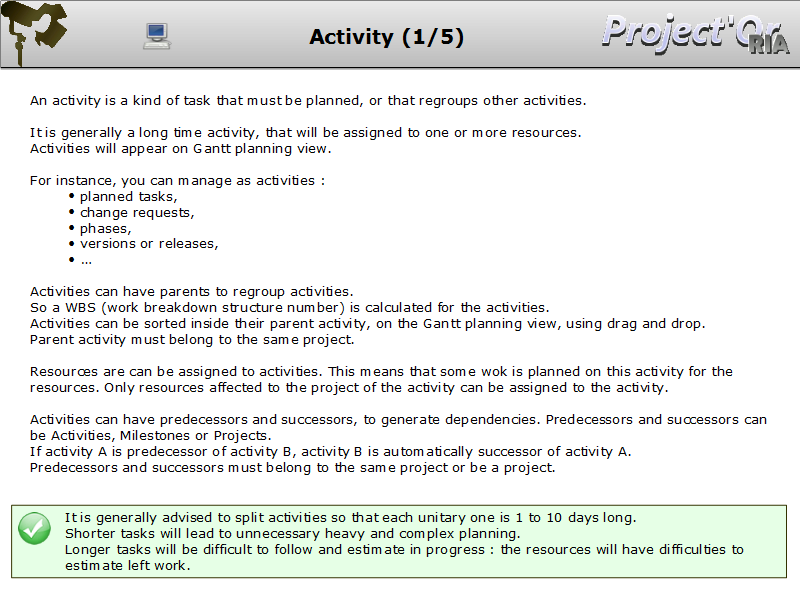 Activity (1/5)
Project'Or
RIA
An activity is a kind of task that must be planned, or that regroups other activities.
It is generally a long time activity, that will be assigned to one or more resources.
Activities will appear on Gantt planning view.
For instance, you can manage as activities :
• planned tasks,
• change requests,
• phases,
• versions or releases,
• ...
Activities can have parents to regroup activities.
So a WBS (work breakdown structure number) is calculated for the activities.
Activities can be sorted inside their parent activity, on the Gantt planning view, using drag and drop.
Parent activity must belong to the same project.
Resources are can be assigned to activities. This means that some wok is planned on this activity for the
resources. Only resources affected to the project of the activity can be assigned to the activity.
Activities can have predecessors and successors, to generate dependencies. Predecessors and successors can
be Activities, Milestones or Projects.
If activity A is predecessor of activity B, activity B is automatically successor of activity A.
Predecessors and successors must belong to the same project or be a project.
It is generally advised to split activities so that each unitary one is 1 to 10 days long.
Shorter tasks will lead to unnecessary heavy and complex planning.
Longer tasks will be difficult to follow and estimate in progress : the resources will have difficulties to
estimate left work.